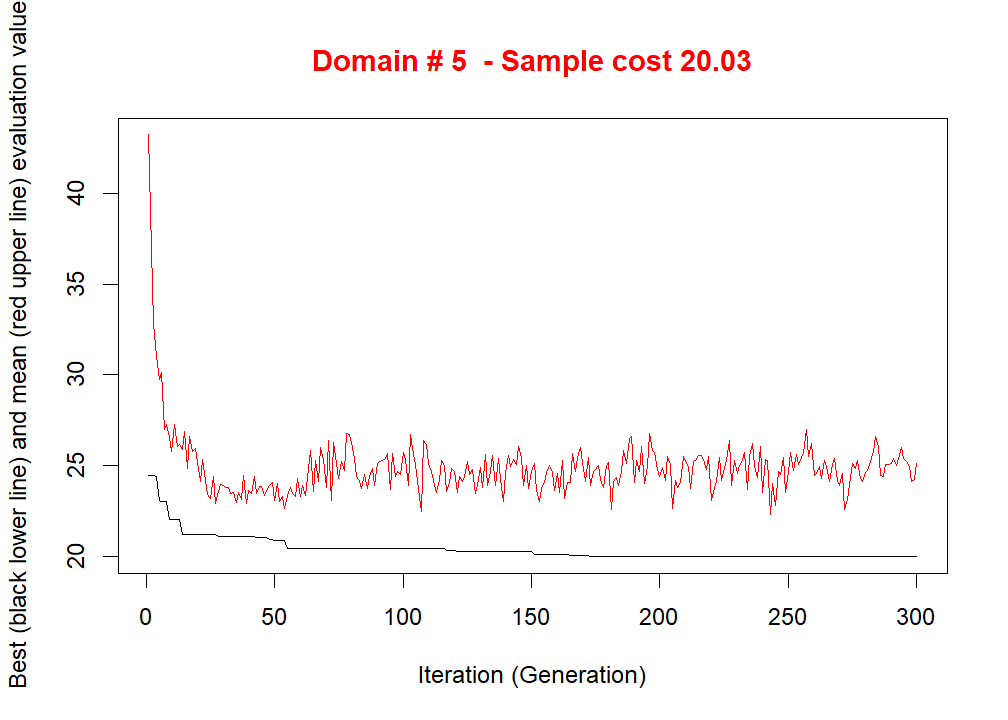 Domain # 5  - Sample cost 20.03
Best (black lower line) and mean (red upper line) evaluation value
40
35
30
25
20
0 50 100 150 200 250 300
Iteration (Generation)